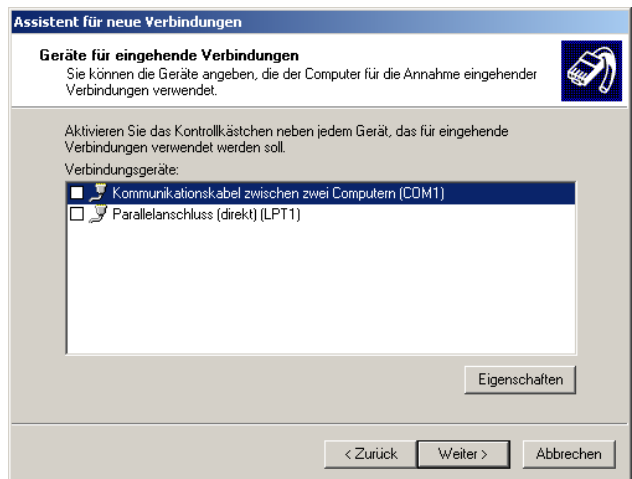 Assistent für neue Verbindungen
Geräte für eingehende Verbindungen
Sie können die Geräte angeben, die der Computer für die Annahme eingehender
Verbindungen verwendet.
Aktivieren Sie das Kontrollkästchen neben jedem Gerät, das für eingehende
Verbindungen verwendet werden soll.
Verbindungsgeräte:
Kommunikationskabel zwischen zwei Computern (COM1)
Parallelanschluss (direkt) (LPT1)
Eigenschaften
< Zurück Weiter > Abbrechen